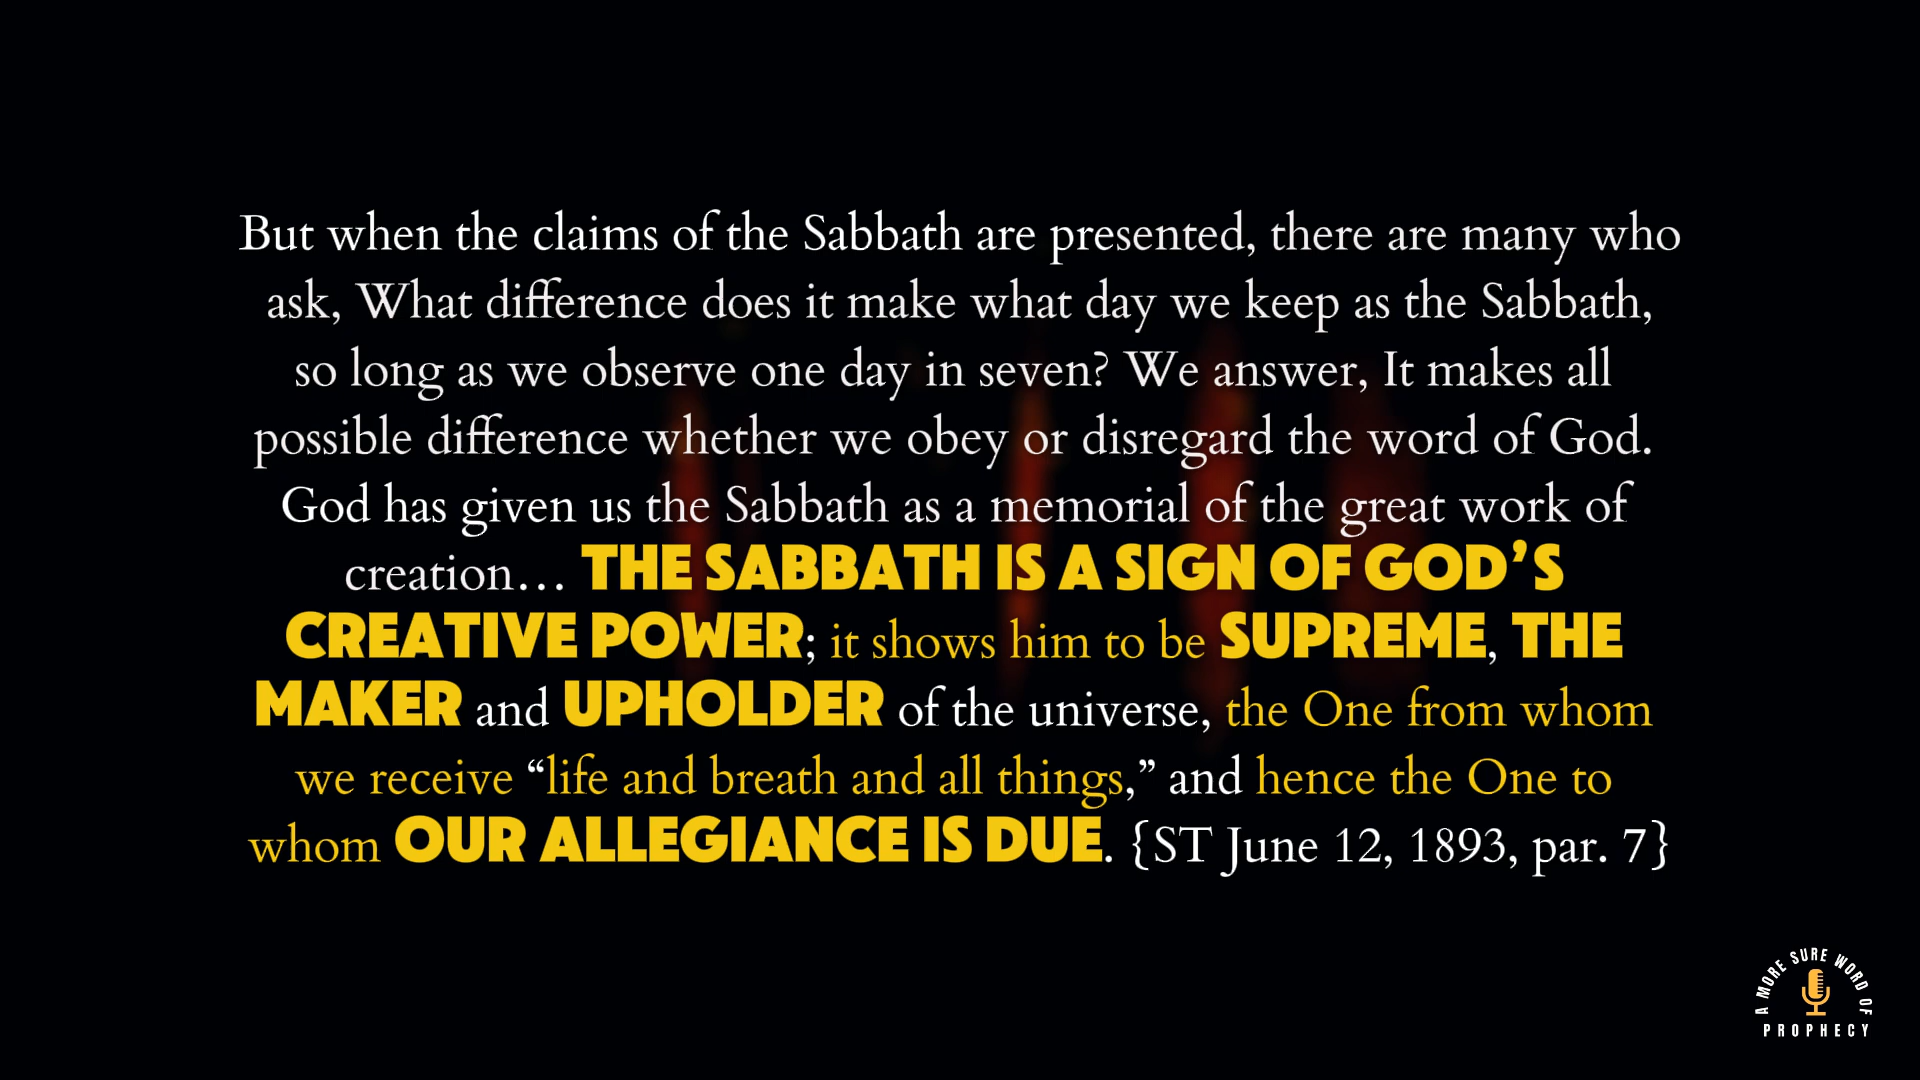 But when the claims of the Sabbath are presented, there are many who
ask, What difference does it make what day we keep as the Sabbath,
so long as we observe one day in seven? We answer, It makes all
possible difference whether we obey or disregard the word of God.
God has given us the Sabbath as a memorial of the great work of
creation… THE SABBATH IS A SIGN OF GOD’S
CREATIVE POWER; it shows him to be SUPREME, THE
MAKER and UPHOLDER of the universe, the One from whom
we receive “life and breath and all things,” and hence the One to
whom OUR ALLEGIANCE IS DUE. {ST June 12, 1893, par. 7}
A MORE SURE WORD OF
PROPHECY